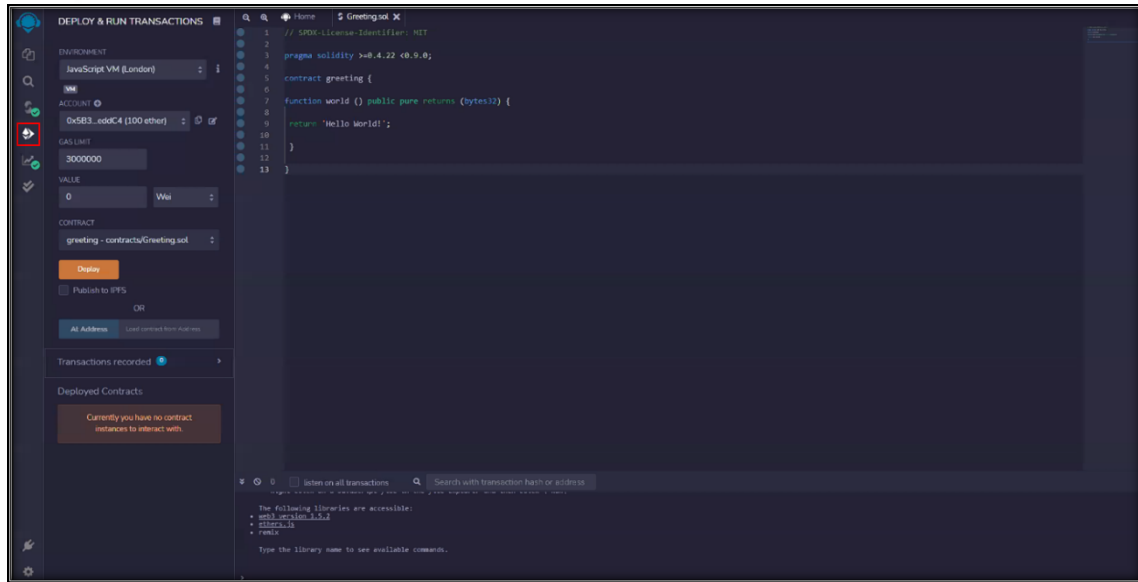 DEPLOY & RUN TRANSACTIONS
ENVIRONMENT
JavaScript VM (London)
VM
ACCOUNT
0x5B3...eddC4 (100 ether)
GAS LIMIT
3000000
VALUE
0
Wei
CONTRACT
greeting - contracts/Greeting.sol
Deploy
Publish to IPFS
OR
At Address
Load contract from Address
Transactions recorded
Deployed Contracts
Currently you have no contract
instances to interact with.
Home
Greeting.sol
1 // SPDX-License-Identifier: MIT
2
3 pragma solidity >=0.4.22 <0.9.0;
4
5 contract greeting {
6
7 function world () public pure returns (bytes32) {
8
9 return 'Hello World!';
10
11 }
12
13 }
0
listen on all transactions
Search with transaction hash or address
The following libraries are accessible:
web3 version 1.5.2
ethers.js
remix
Type the library name to see available commands.
>